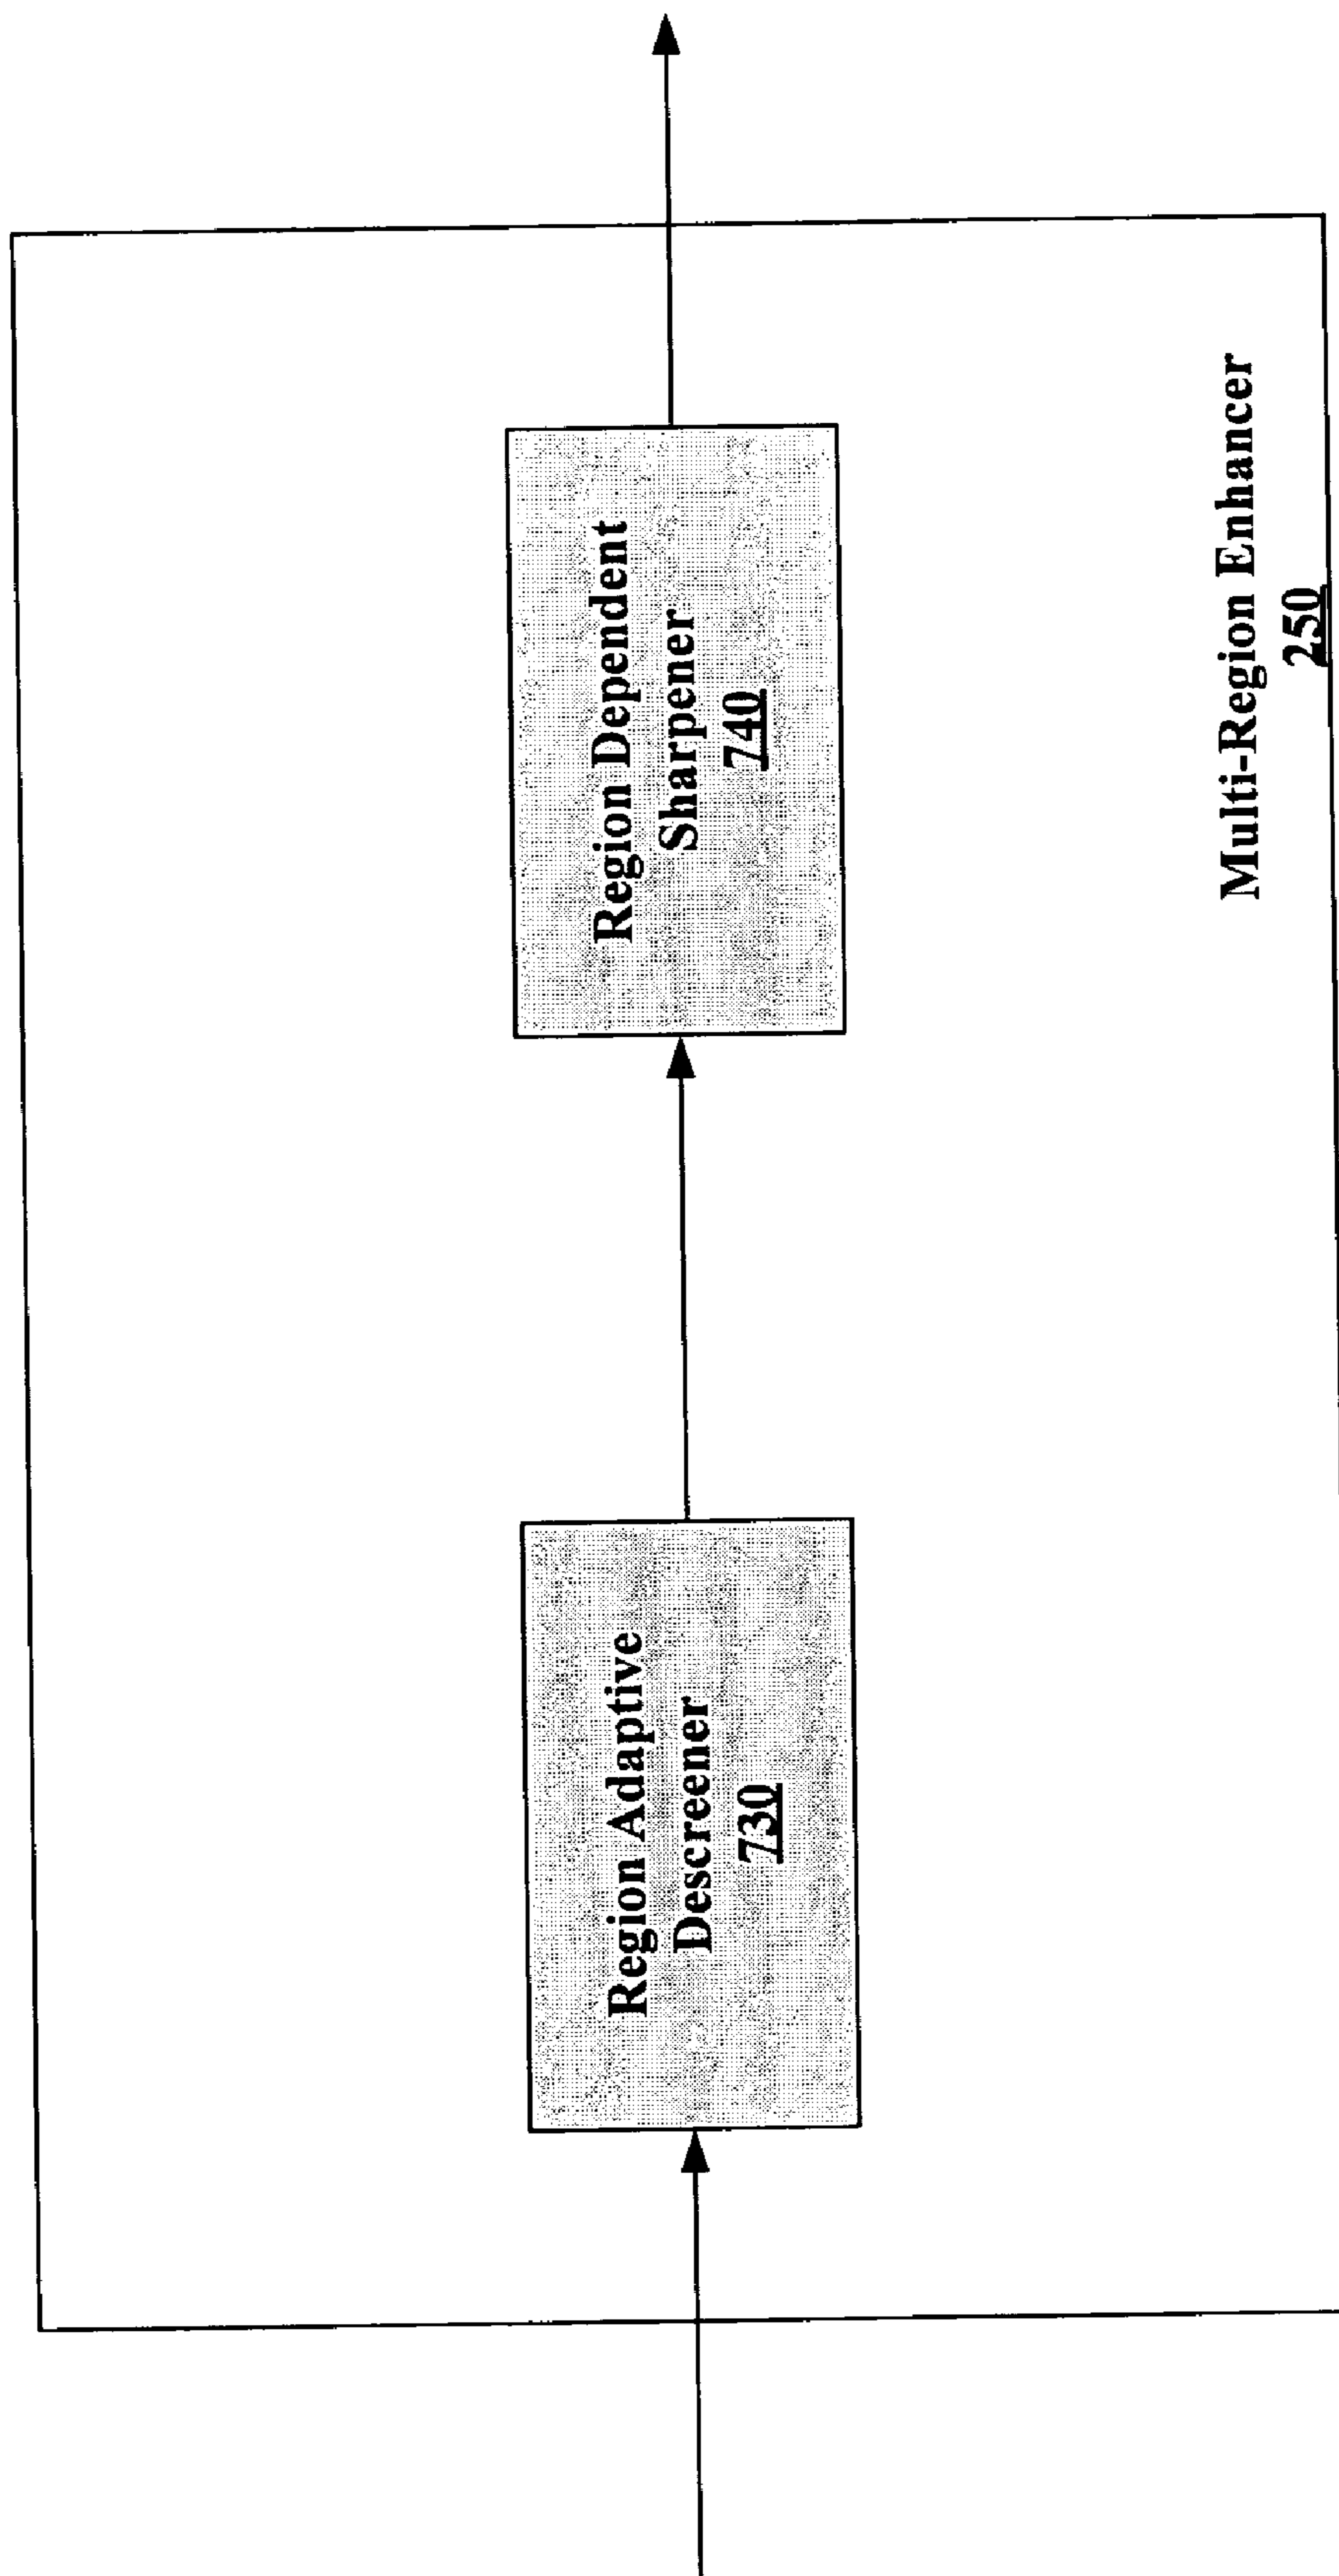 Region Adaptive
Descreener
730
Region Dependent
Sharpener
740
Multi-Region Enhancer
250